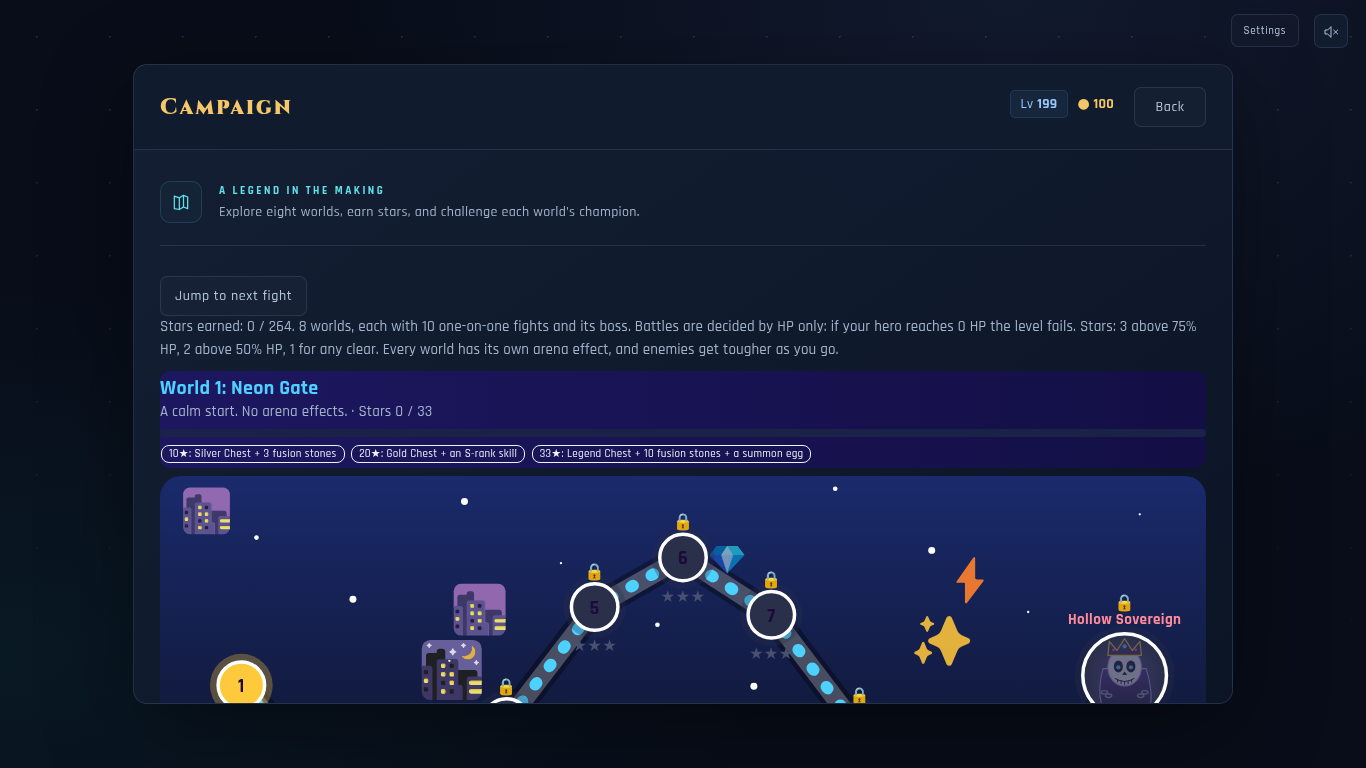 Settings
Campaign
Lv 199
100
Back
A LEGEND IN THE MAKING
Explore eight worlds, earn stars, and challenge each world's champion.
Jump to next fight
Stars earned: 0 / 264. 8 worlds, each with 10 one-on-one fights and its boss. Battles are decided by HP only: if your hero reaches 0 HP the level fails. Stars: 3 above 75%
HP, 2 above 50% HP, 1 for any clear. Every world has its own arena effect, and enemies get tougher as you go.
World 1: Neon Gate
A calm start. No arena effects. · Stars 0 / 33
10★: Silver Chest + 3 fusion stones
20★: Gold Chest + an S-rank skill
33★: Legend Chest + 10 fusion stones + a summon egg
6
★★★
5
★★★
7
★★★
Hollow Sovereign
1